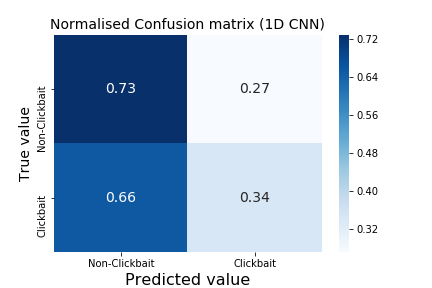 Normalised Confusion matrix (1D CNN)
True value
Non-Clickbait
Clickbait
0.73
0.27
0.66
0.34
Non-Clickbait
Clickbait
Predicted value
0.72
0.64
0.56
0.48
0.40
0.32